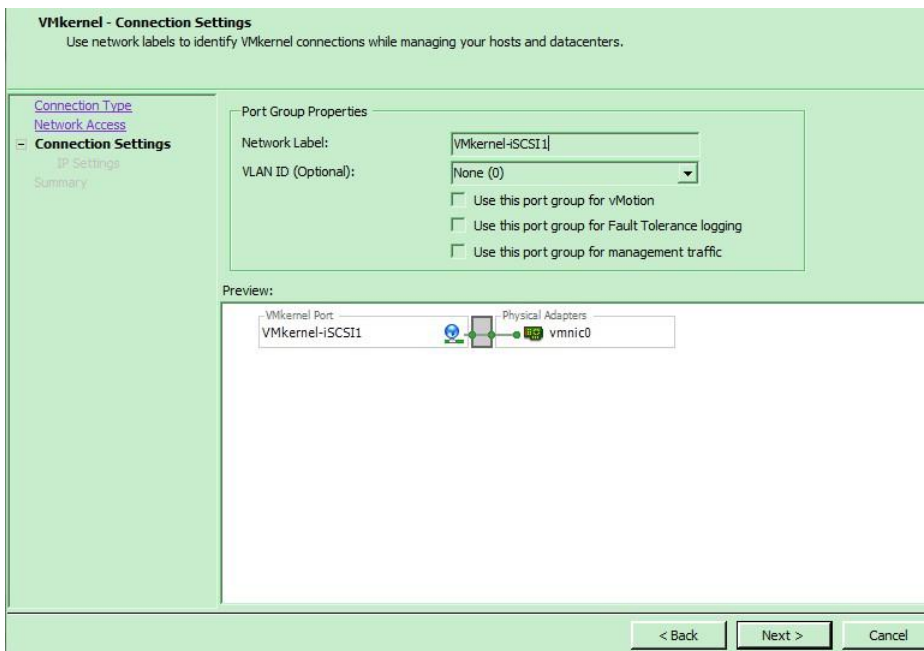 VMkernel - Connection Settings
Use network labels to identify VMkernel connections while managing your hosts and datacenters.
Connection Type
Network Access
Connection Settings
IP Settings
Summary
Port Group Properties
Network Label:
VMkernel-iSCSI1
VLAN ID (Optional):
None (0)
Use this port group for vMotion
Use this port group for Fault Tolerance logging
Use this port group for management traffic
Preview:
VMkernel Port
VMkernel-iSCSI1
Physical Adapters
vmnic0
< Back
Next >
Cancel